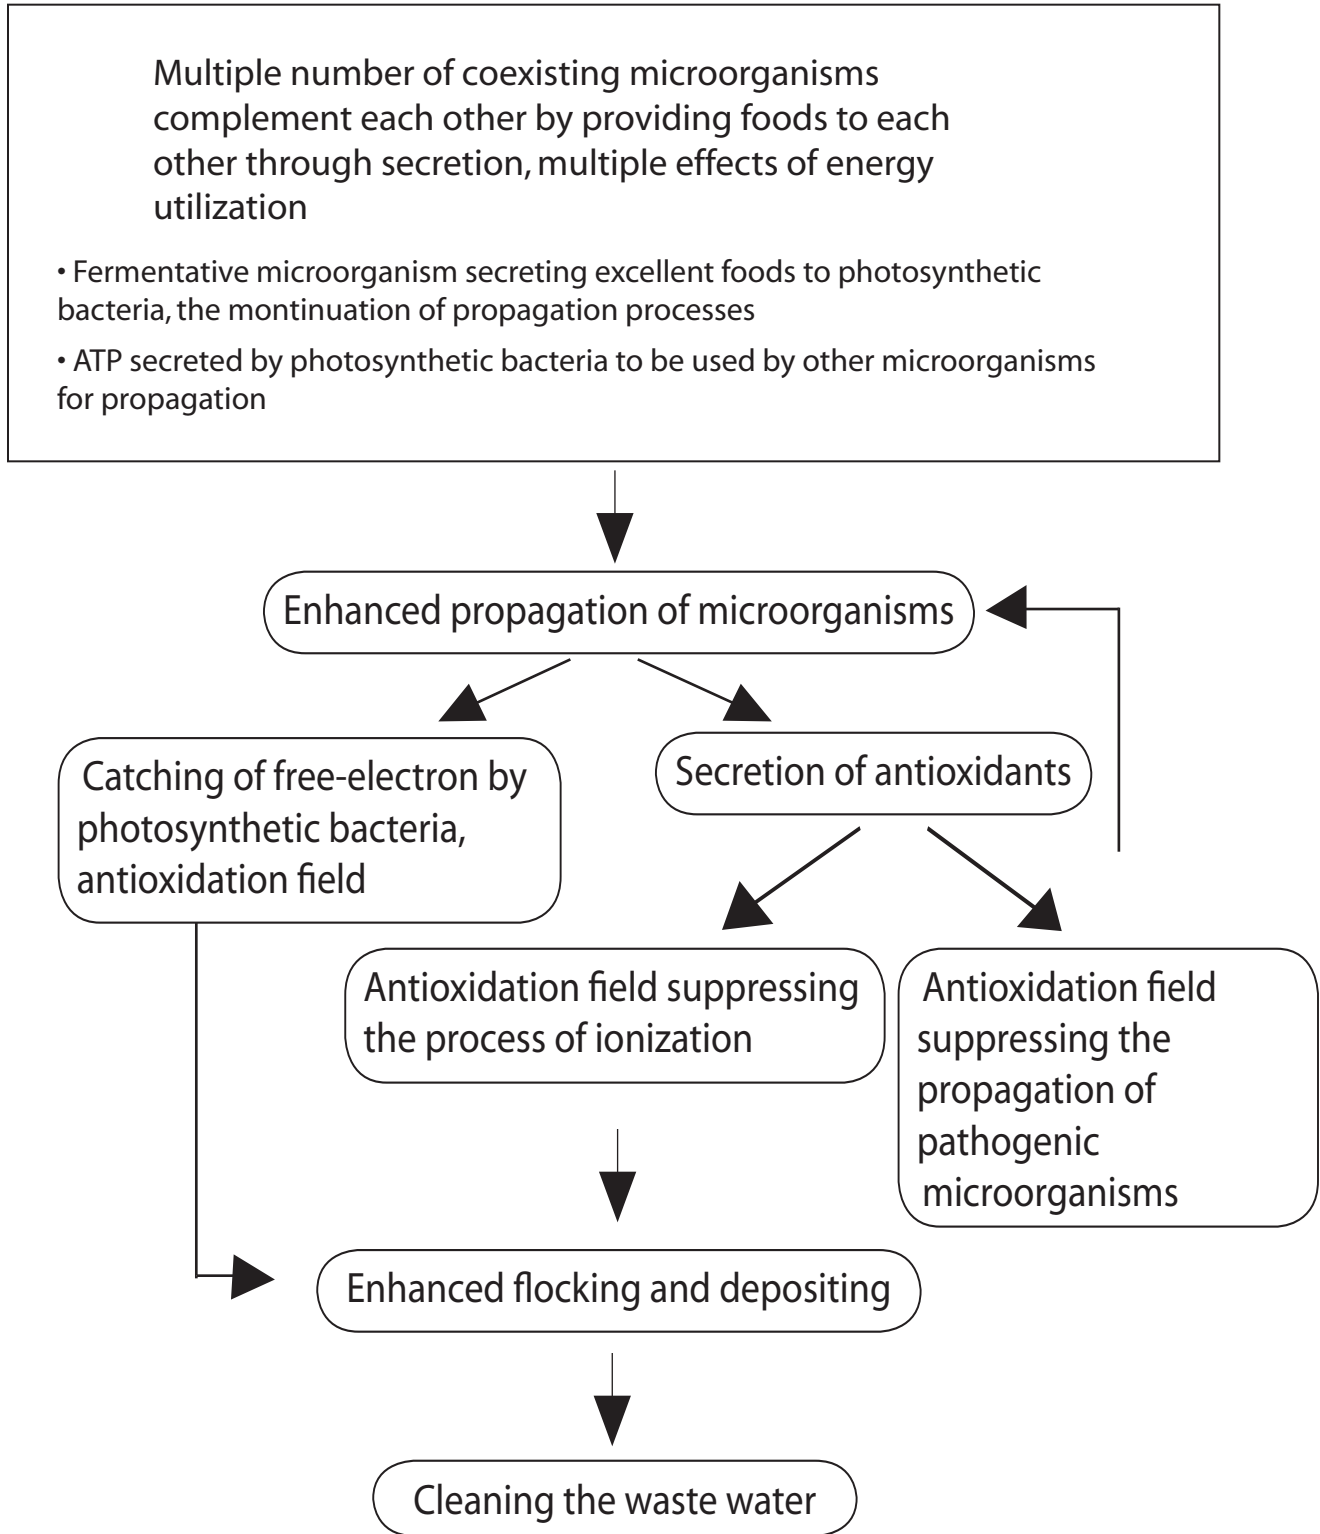 Multiple number of coexisting microorganisms
complement each other by providing foods to each
other through secretion, multiple effects of energy
utilization
• Fermentative microorganism secreting excellent foods to photosynthetic
bacteria, the montinuation of propagation processes
• ATP secreted by photosynthetic bacteria to be used by other microorganisms
for propagation
Enhanced propagation of microorganisms
Catching of free-electron by
photosynthetic bacteria,
antioxidation field
Secretion of antioxidants
Antioxidation field suppressing
the process of ionization
Antioxidation field
suppressing the
propagation of
pathogenic
microorganisms
Enhanced flocking and depositing
Cleaning the waste water